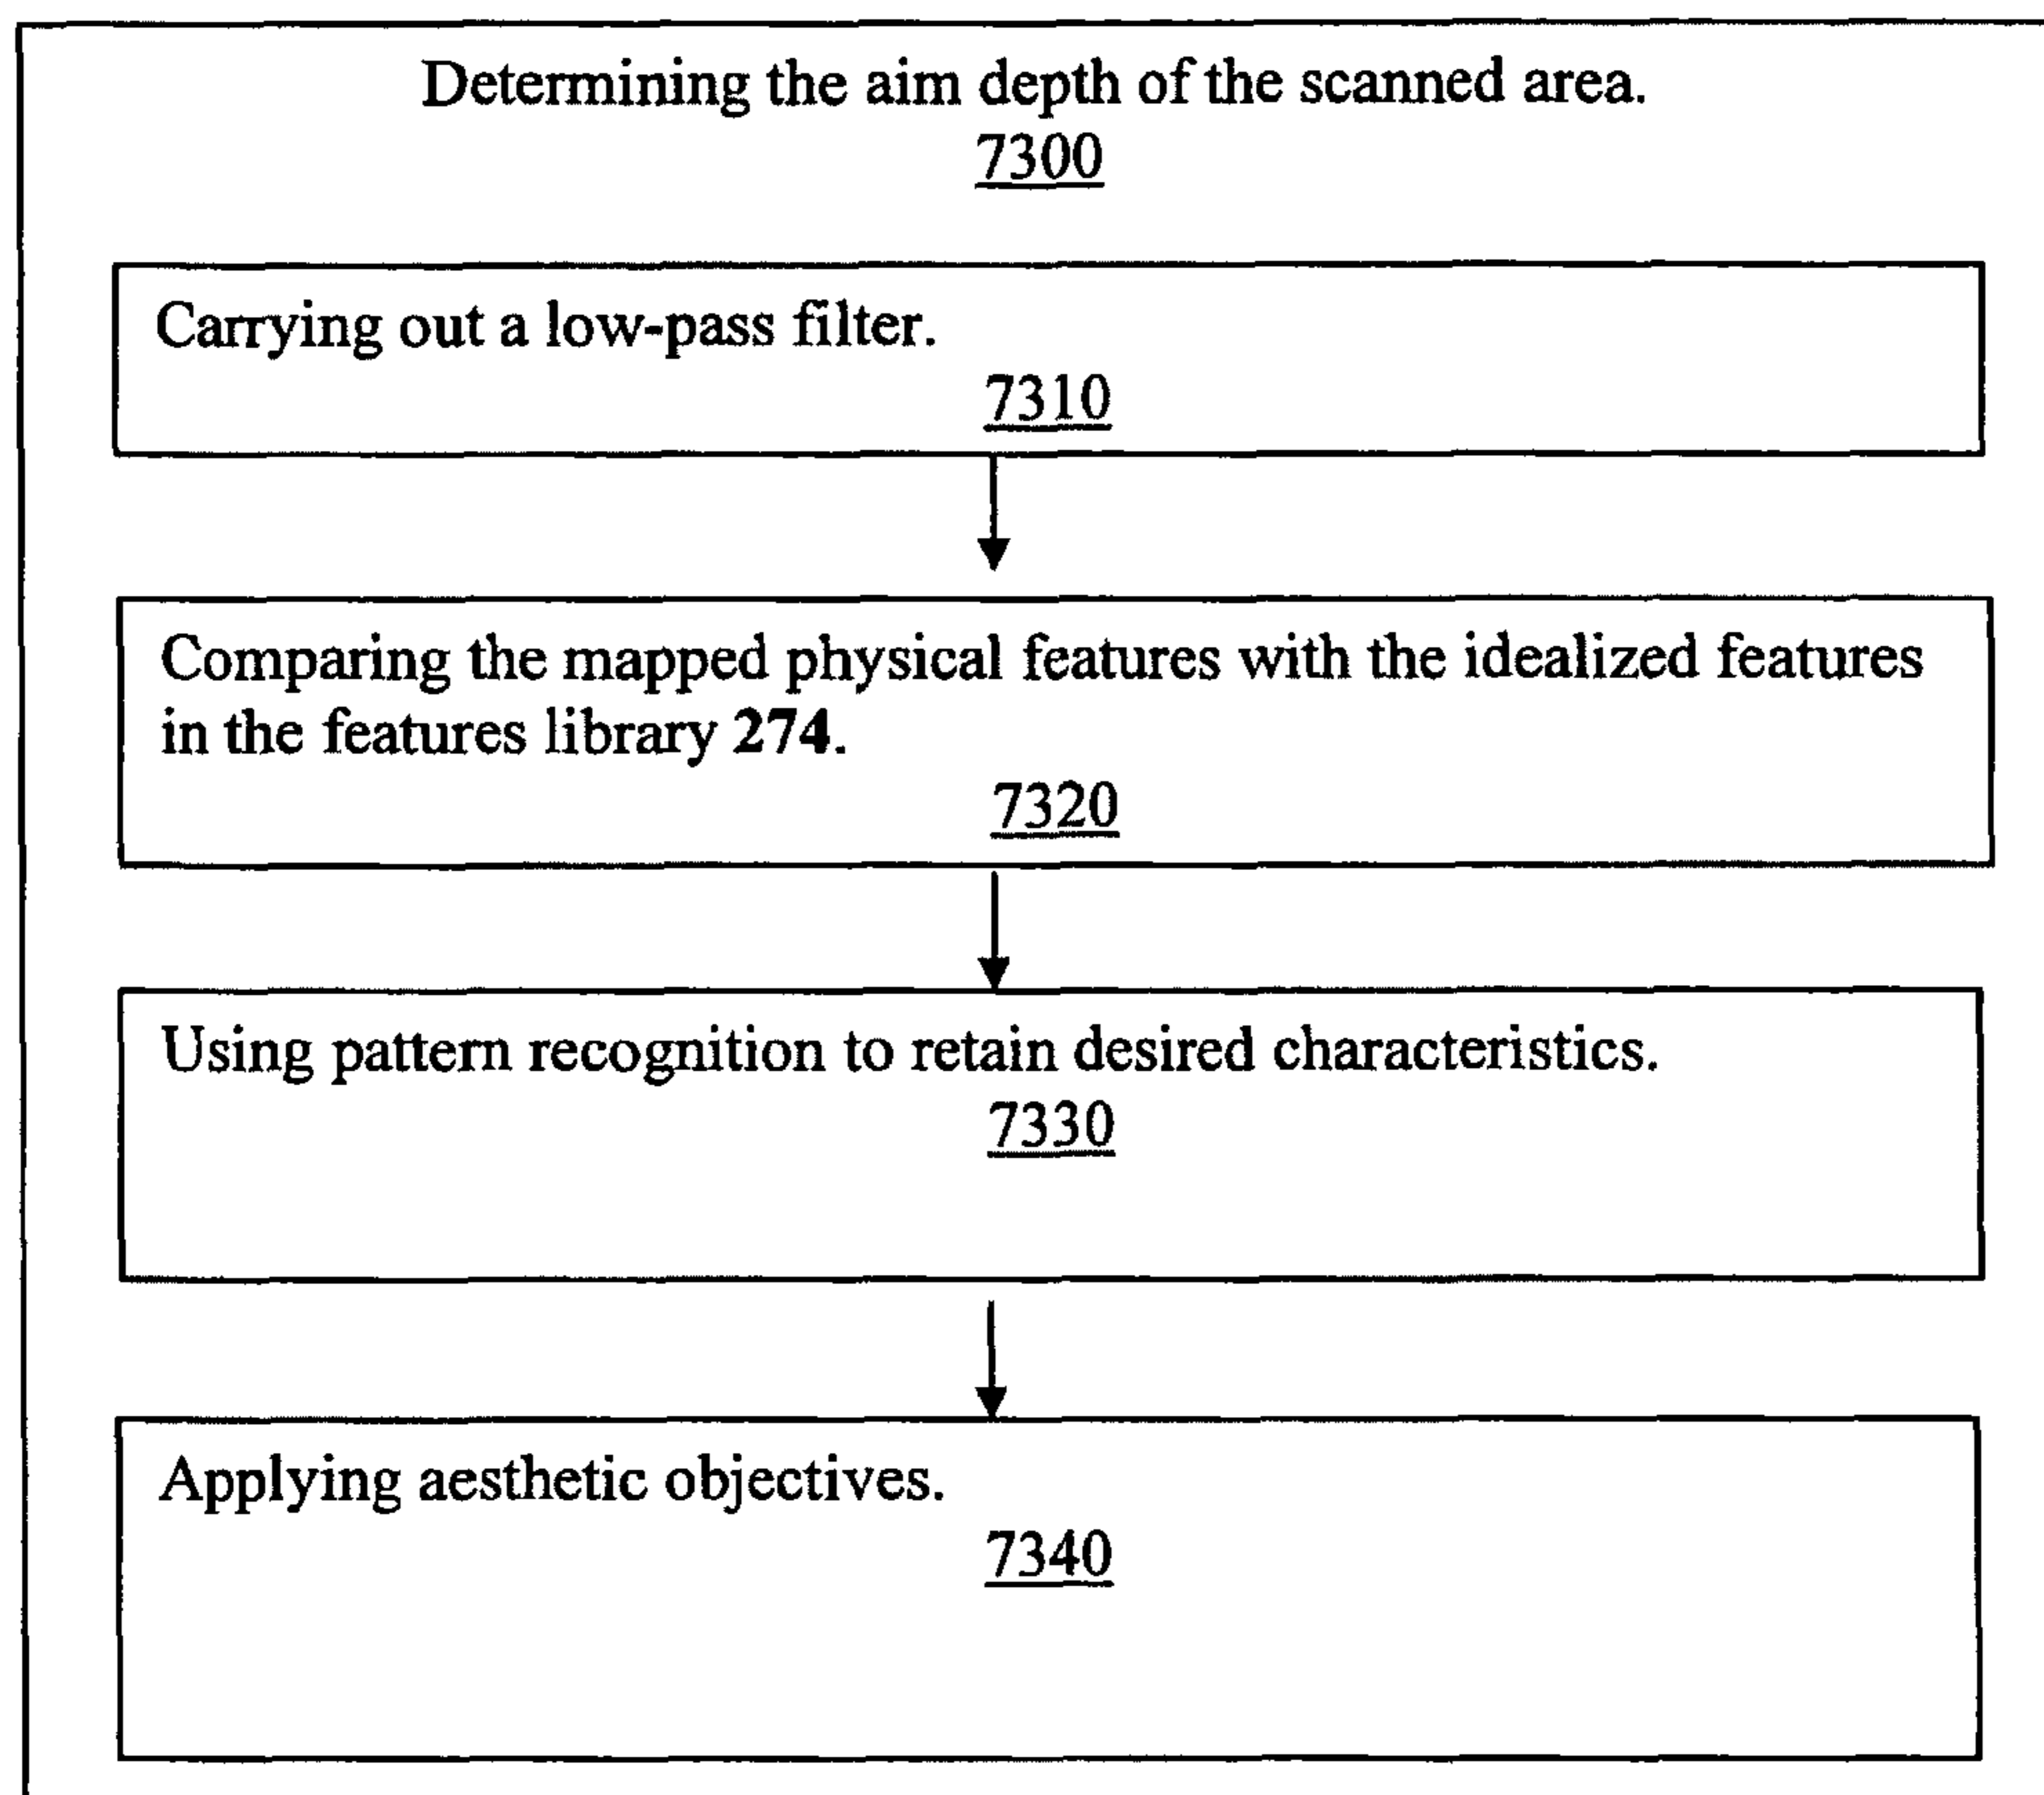 Determining the aim depth of the scanned area.
7300
Carrying out a low-pass filter.
7310
Comparing the mapped physical features with the idealized features
in the features library 274.
7320
Using pattern recognition to retain desired characteristics.
7330
Applying aesthetic objectives.
7340